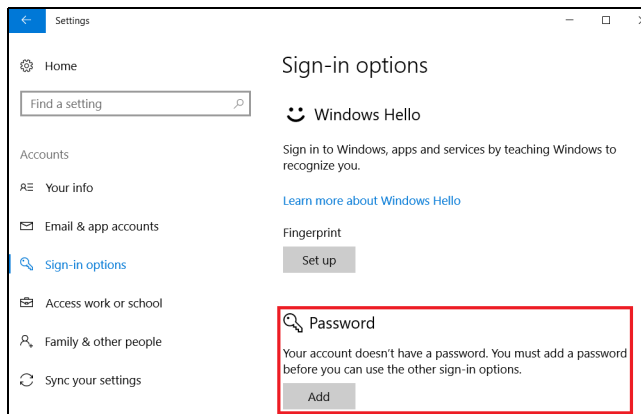 Settings
Home
Find a setting
Accounts
Your info
Email & app accounts
Sign-in options
Access work or school
Family & other people
Sync your settings
Sign-in options
Windows Hello
Sign in to Windows, apps and services by teaching Windows to
recognize you.
Learn more about Windows Hello
Fingerprint
Set up
Password
Your account doesn't have a password. You must add a password
before you can use the other sign-in options.
Add